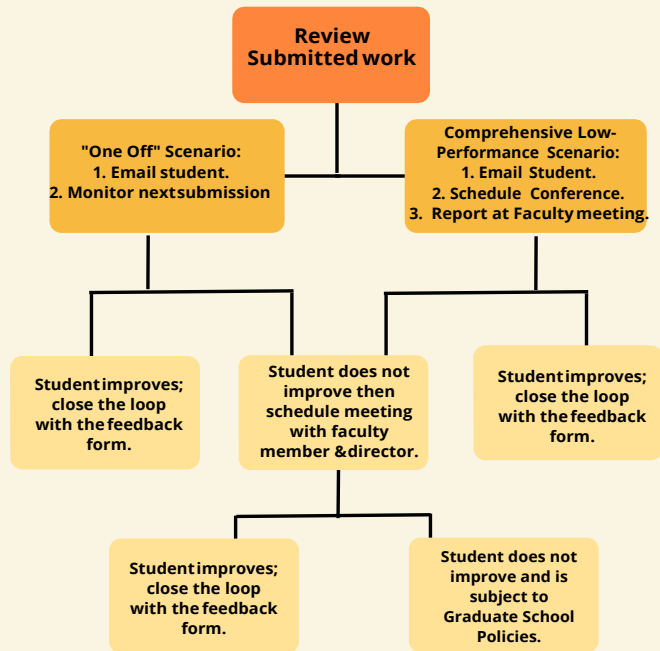 Review
Submitted work
"One Off" Scenario:
1. Email student.
2. Monitor next submission
Comprehensive Low-
Performance Scenario:
1. Email Student.
2. Schedule Conference.
3. Report at Faculty meeting.
Student improves;
close the loop
with the feedback
form.
Student does not
improve then
schedule meeting
with faculty
member & director.
Student improves;
close the loop
with the feedback
form.
Student improves;
close the loop
with the feedback
form.
Student does not
improve and is
subject to
Graduate School
Policies.